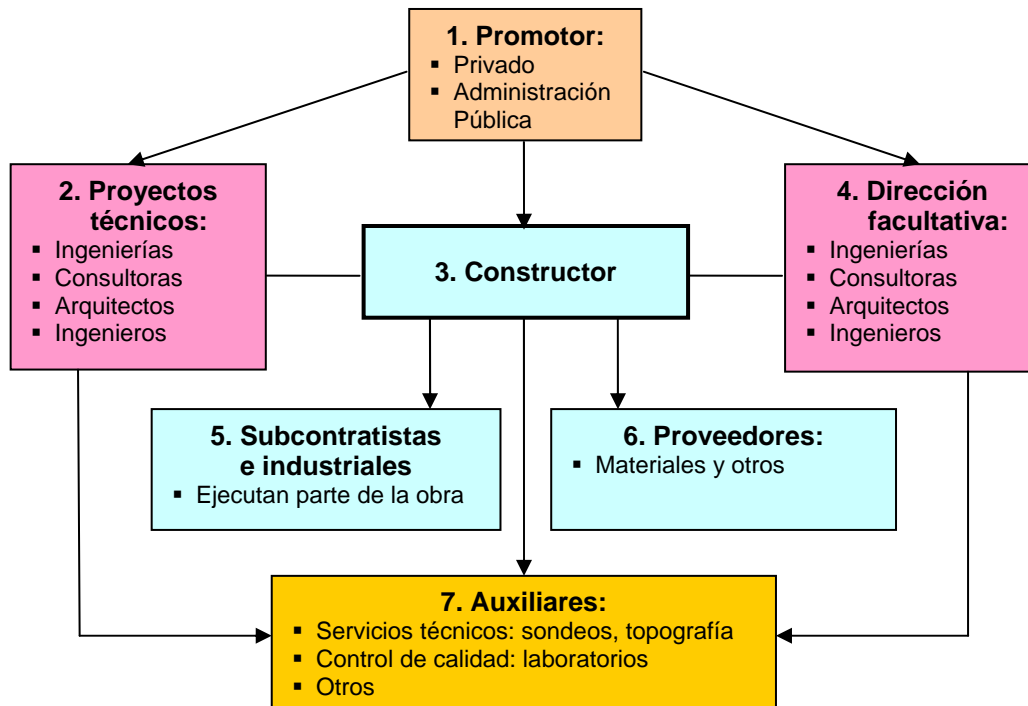 1. Promotor:
▪ Privado
▪ Administración
Pública
2. Proyectos
técnicos:
▪ Ingenierías
▪ Consultoras
▪ Arquitectos
▪ Ingenieros
3. Constructor
4. Dirección
facultativa:
▪ Ingenierías
▪ Consultoras
▪ Arquitectos
▪ Ingenieros
5. Subcontratistas
e industriales
▪ Ejecutan parte de la obra
6. Proveedores:
▪ Materiales y otros
7. Auxiliares:
▪ Servicios técnicos: sondeos, topografía
▪ Control de calidad: laboratorios
▪ Otros